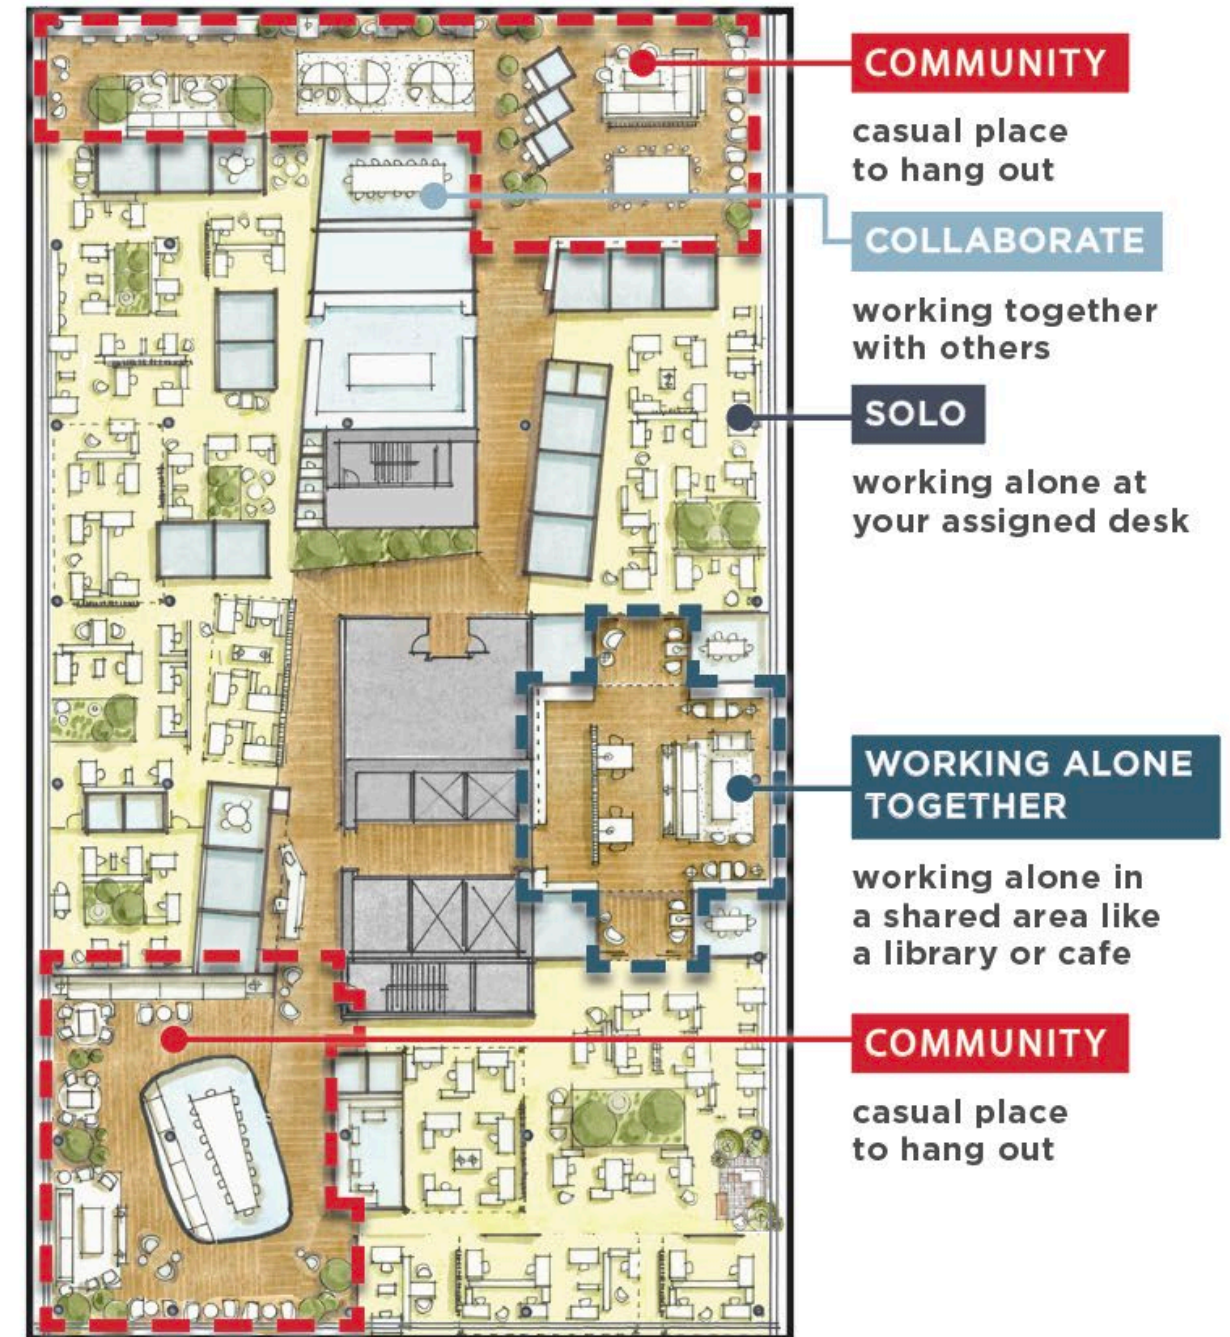 COMMUNITY
casual place
to hang out
COLLABORATE
working together
with others
SOLO
working alone at
your assigned desk
WORKING ALONE
TOGETHER
working alone in
a shared area like
a library or cafe
COMMUNITY
casual place
to hang out